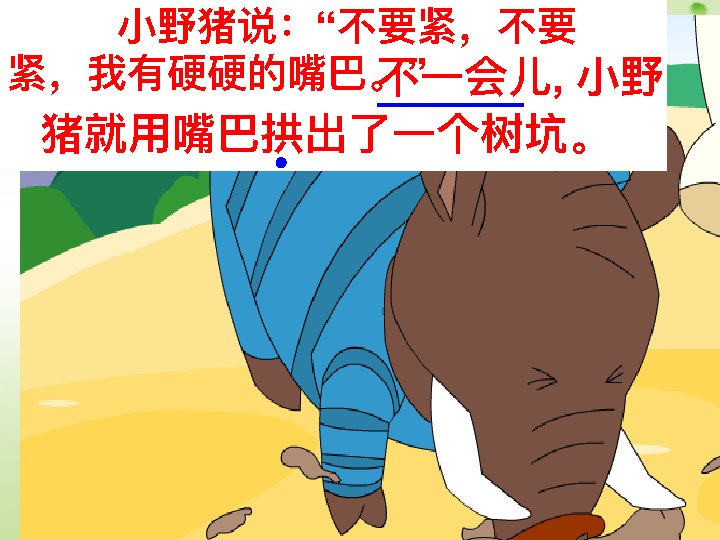 小野猪说：“不要紧，不要
紧，我有硬硬的嘴巴。”
不一会儿，小野
猪就用嘴巴拱出了一个树坑。